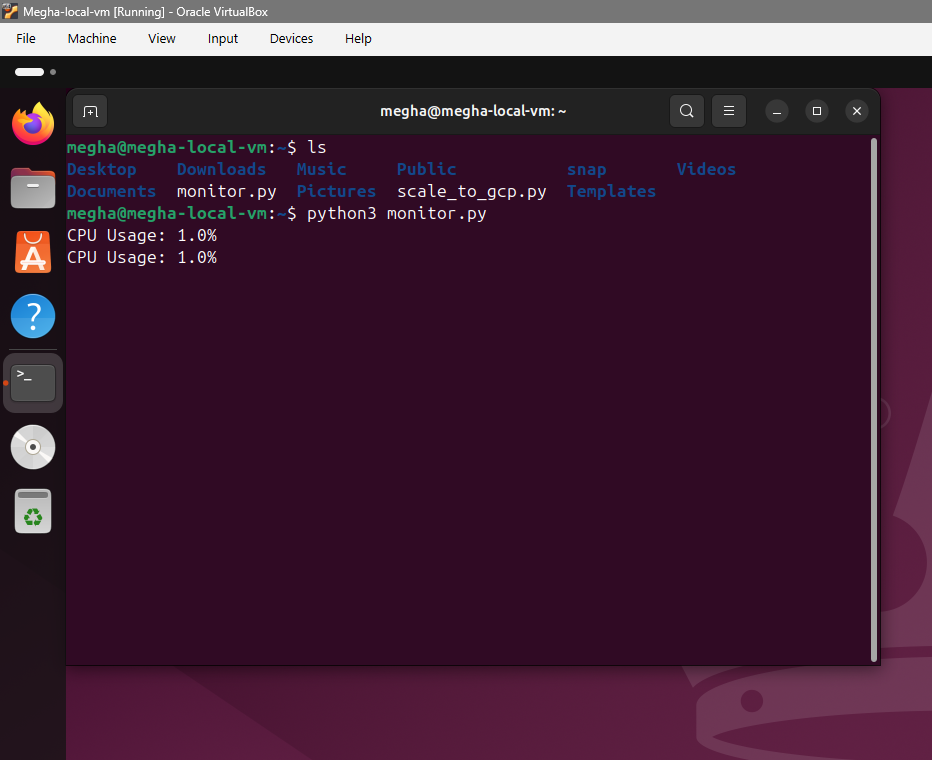 Megha-local-vm [Running] - Oracle VirtualBox
File Machine View Input Devices Help
megha@megha-local-vm: ~
megha@megha-local-vm:~$ ls
Desktop Downloads Music Public snap Videos
Documents monitor.py Pictures scale_to_gcp.py Templates
megha@megha-local-vm:~$ python3 monitor.py
CPU Usage: 1.0%
CPU Usage: 1.0%